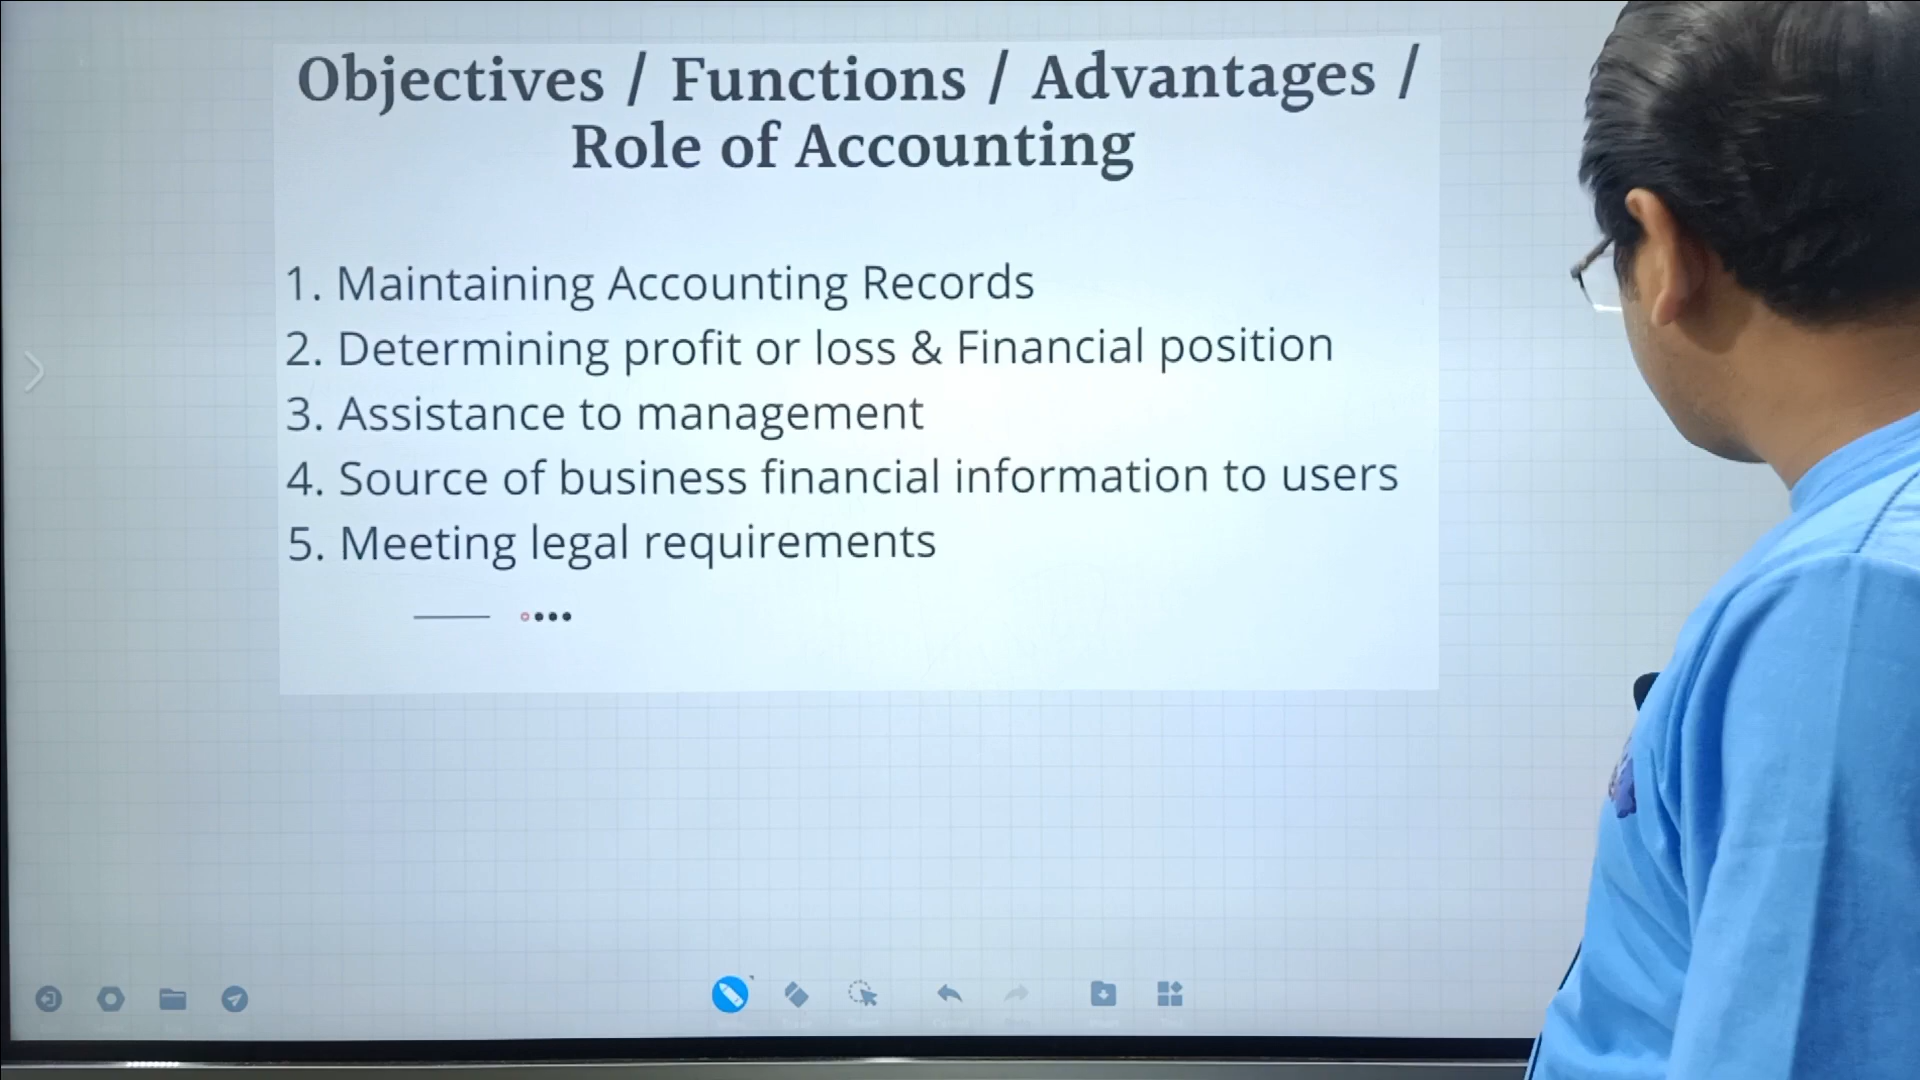 Objectives / Functions / Advantages /
Role of Accounting
1. Maintaining Accounting Records
2. Determining profit or loss & Financial position
3. Assistance to management
4. Source of business financial information to users
5. Meeting legal requirements